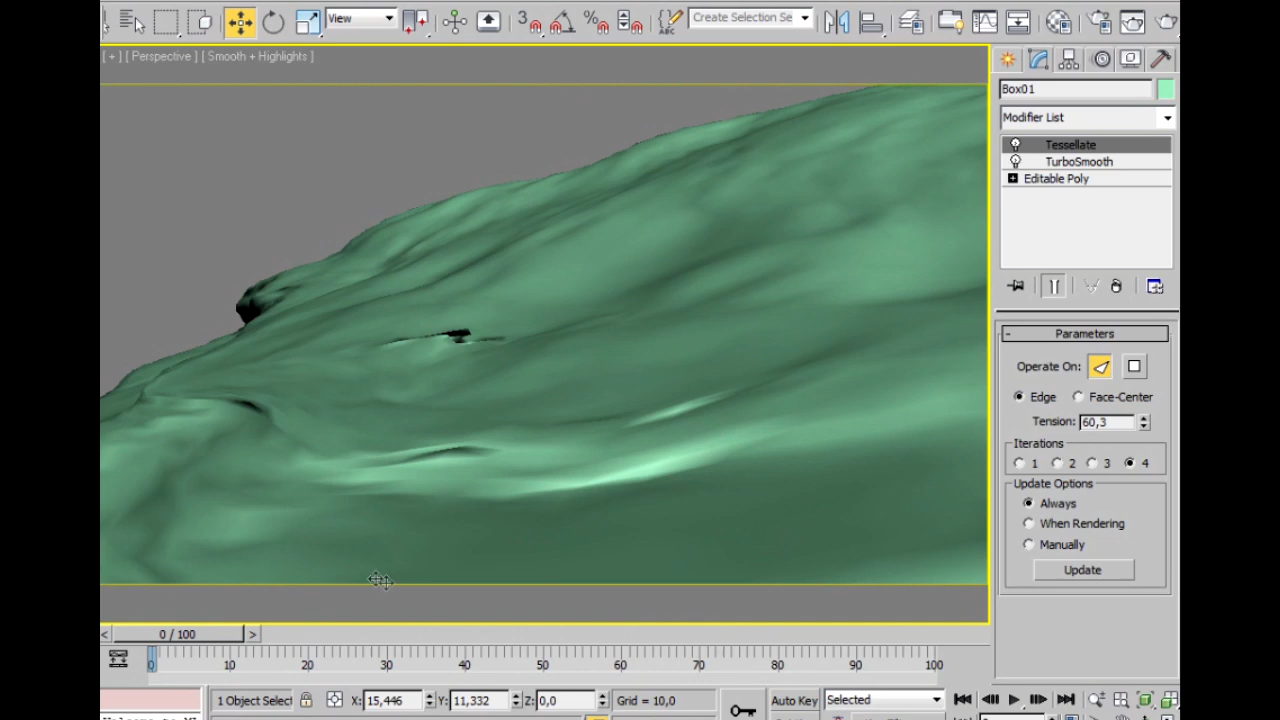 View
3
%
ABC
Create Selection Se
[ + ] [ Perspective ] [ Smooth + Highlights ]
Box01
Modifier List
Tessellate
TurboSmooth
Editable Poly
- Parameters
Operate On:
Edge Face-Center
Tension: 60,3
Iterations
1 2 3 4
Update Options
Always
When Rendering
Manually
Update
< 0 / 100 >
0 10 20 30 40 50 60 70 80 90 100
1 Object Select X: 15,446 Y: 11,332 Z: 0,0 Grid = 10,0 Auto Key Selected